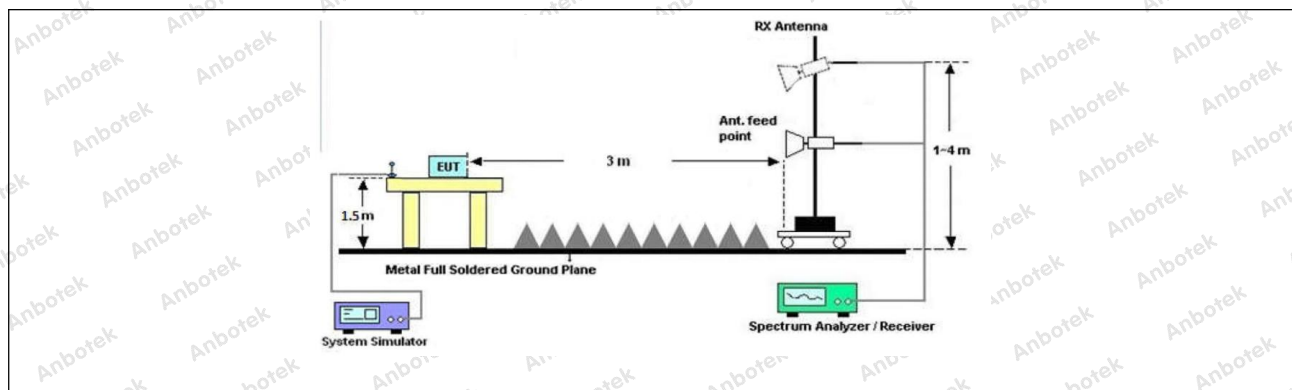 RX Antenna
Ant. feed
point
EUT
3 m
1~4 m
1.5 m
Metal Full Soldered Ground Plane
System Simulator
Spectrum Analyzer / Receiver
Anbotek